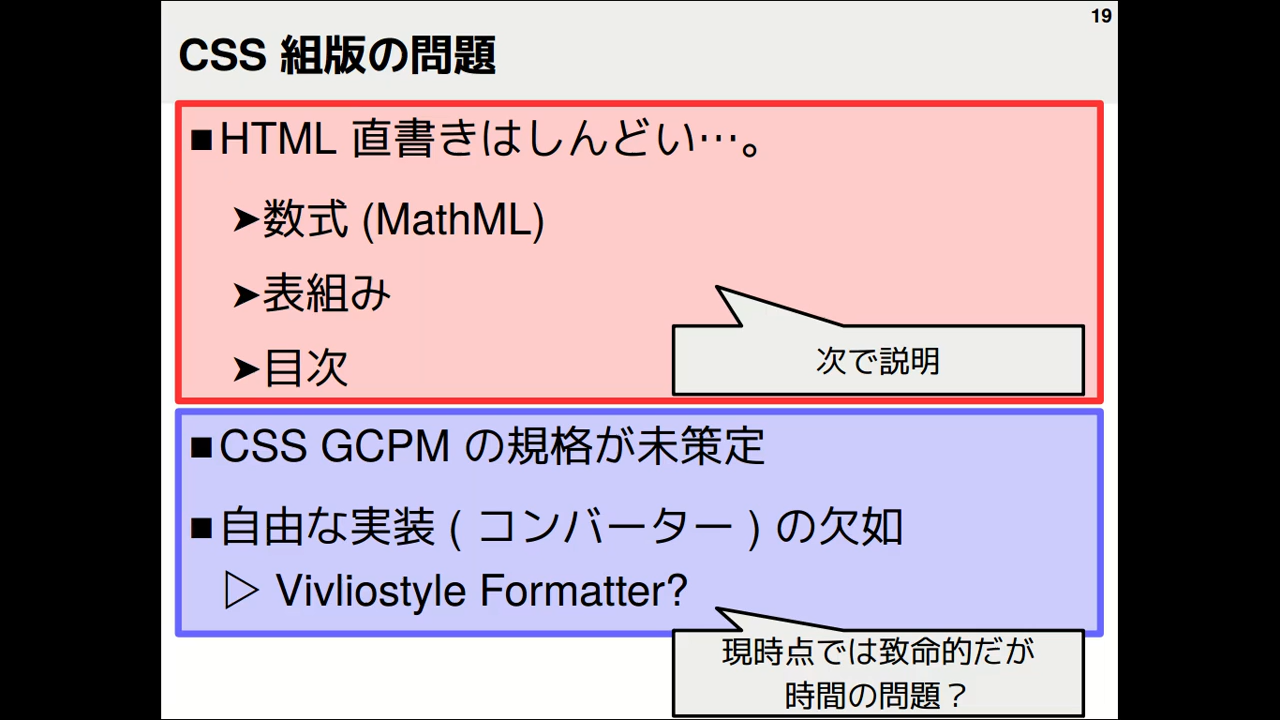 19
CSS 組版の問題
■HTML 直書きはしんどい…。
➤数式 (MathML)
➤表組み
➤目次
次で説明
■CSS GCPM の規格が未策定
■自由な実装 ( コンバーター ) の欠如
▷ Vivliostyle Formatter?
現時点では致命的だが
時間の問題？